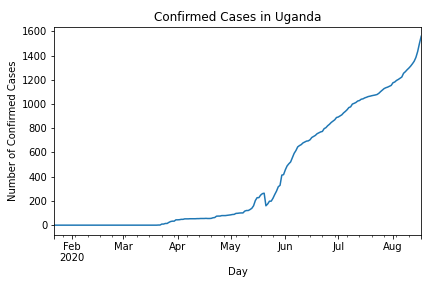 Confirmed Cases in Uganda
Number of Confirmed Cases
1600
1400
1200
1000
800
600
400
200
0
Feb Mar Apr May Jun Jul Aug
2020
Day